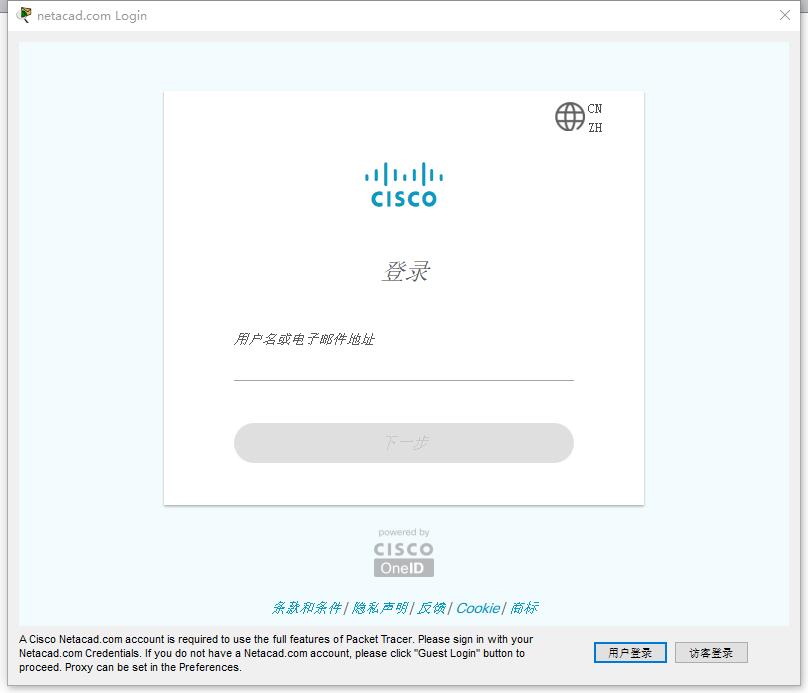 netacad.com Login
CN
ZH
CISCO
登录
用户名或电子邮件地址
下一步
powered by
CISCO
OneID
条款和条件 / 隐私声明 / 反馈 / Cookie / 商标
A Cisco Netacad.com account is required to use the full features of Packet Tracer. Please sign in with your
Netacad.com Credentials. If you do not have a Netacad.com account, please click "Guest Login" button to
proceed. Proxy can be set in the Preferences.
用户登录
访客登录